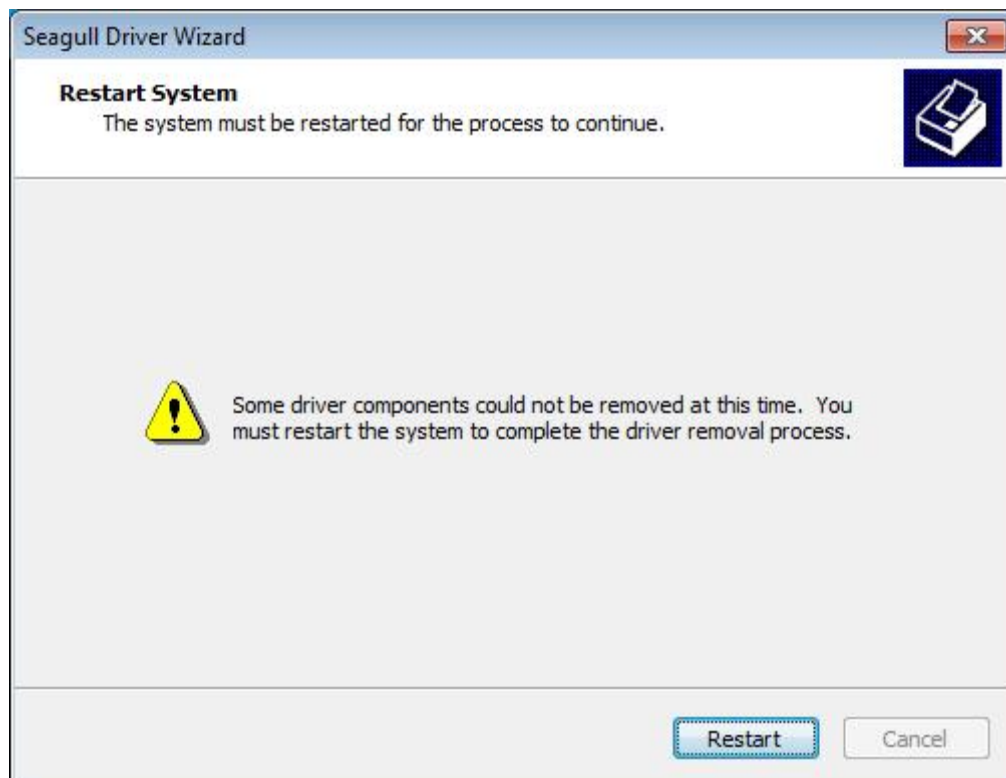 Seagull Driver Wizard
Restart System
The system must be restarted for the process to continue.
Some driver components could not be removed at this time.  You
must restart the system to complete the driver removal process.
Restart
Cancel